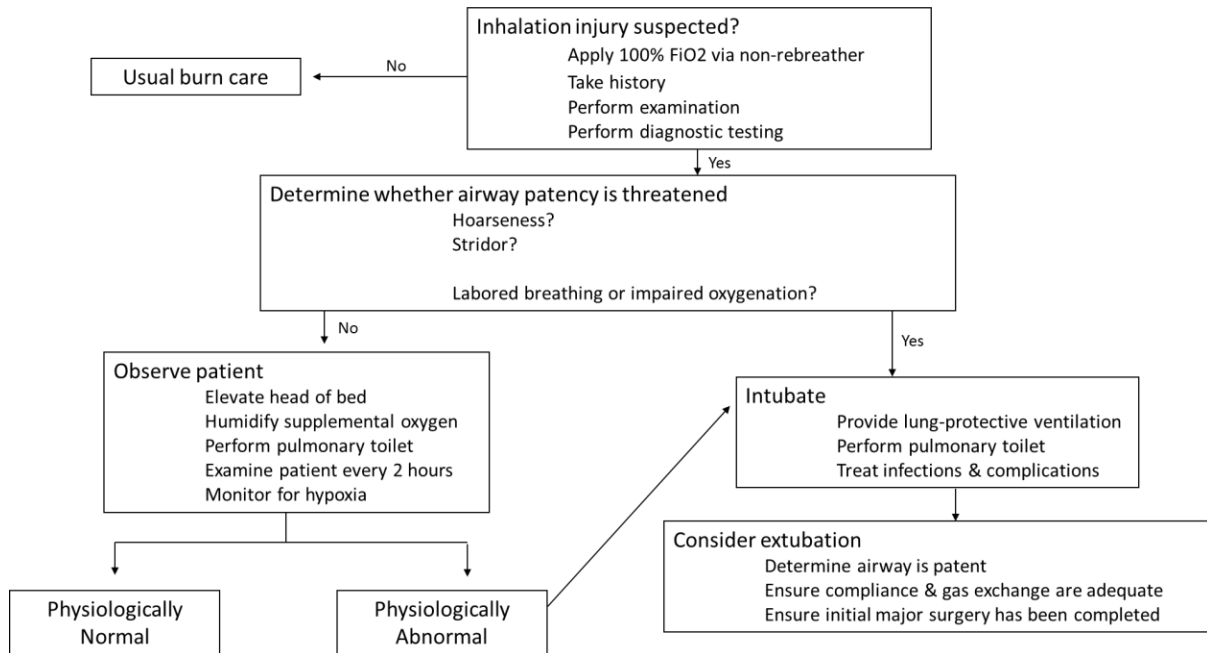 Inhalation injury suspected?
Apply 100% FiO2 via non-rebreather
Take history
Perform examination
Perform diagnostic testing
No
Usual burn care
Yes
Determine whether airway patency is threatened
Hoarseness?
Stridor?
Labored breathing or impaired oxygenation?
No
Yes
Observe patient
Elevate head of bed
Humidify supplemental oxygen
Perform pulmonary toilet
Examine patient every 2 hours
Monitor for hypoxia
Intubate
Provide lung-protective ventilation
Perform pulmonary toilet
Treat infections & complications
Consider extubation
Determine airway is patent
Ensure compliance & gas exchange are adequate
Ensure initial major surgery has been completed
Physiologically
Normal
Physiologically
Abnormal